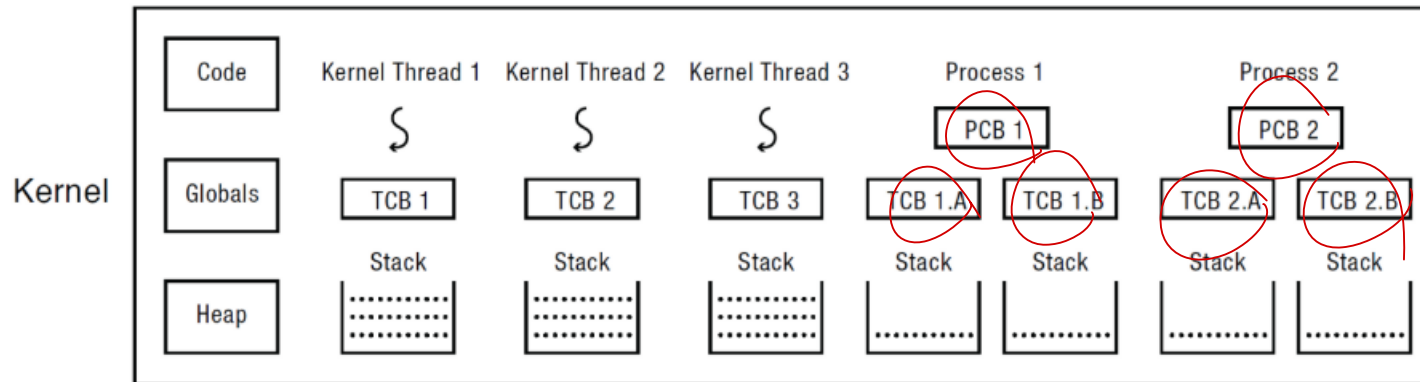 Code Kernel Thread 1 Kernel Thread 2 Kernel Thread 3 Process 1 Process 2
PCB 1 PCB 2
Kernel Globals TCB 1 TCB 2 TCB 3 TCB 1.A TCB 1.B TCB 2.A TCB 2.B
Stack Stack Stack Stack Stack Stack Stack
Heap